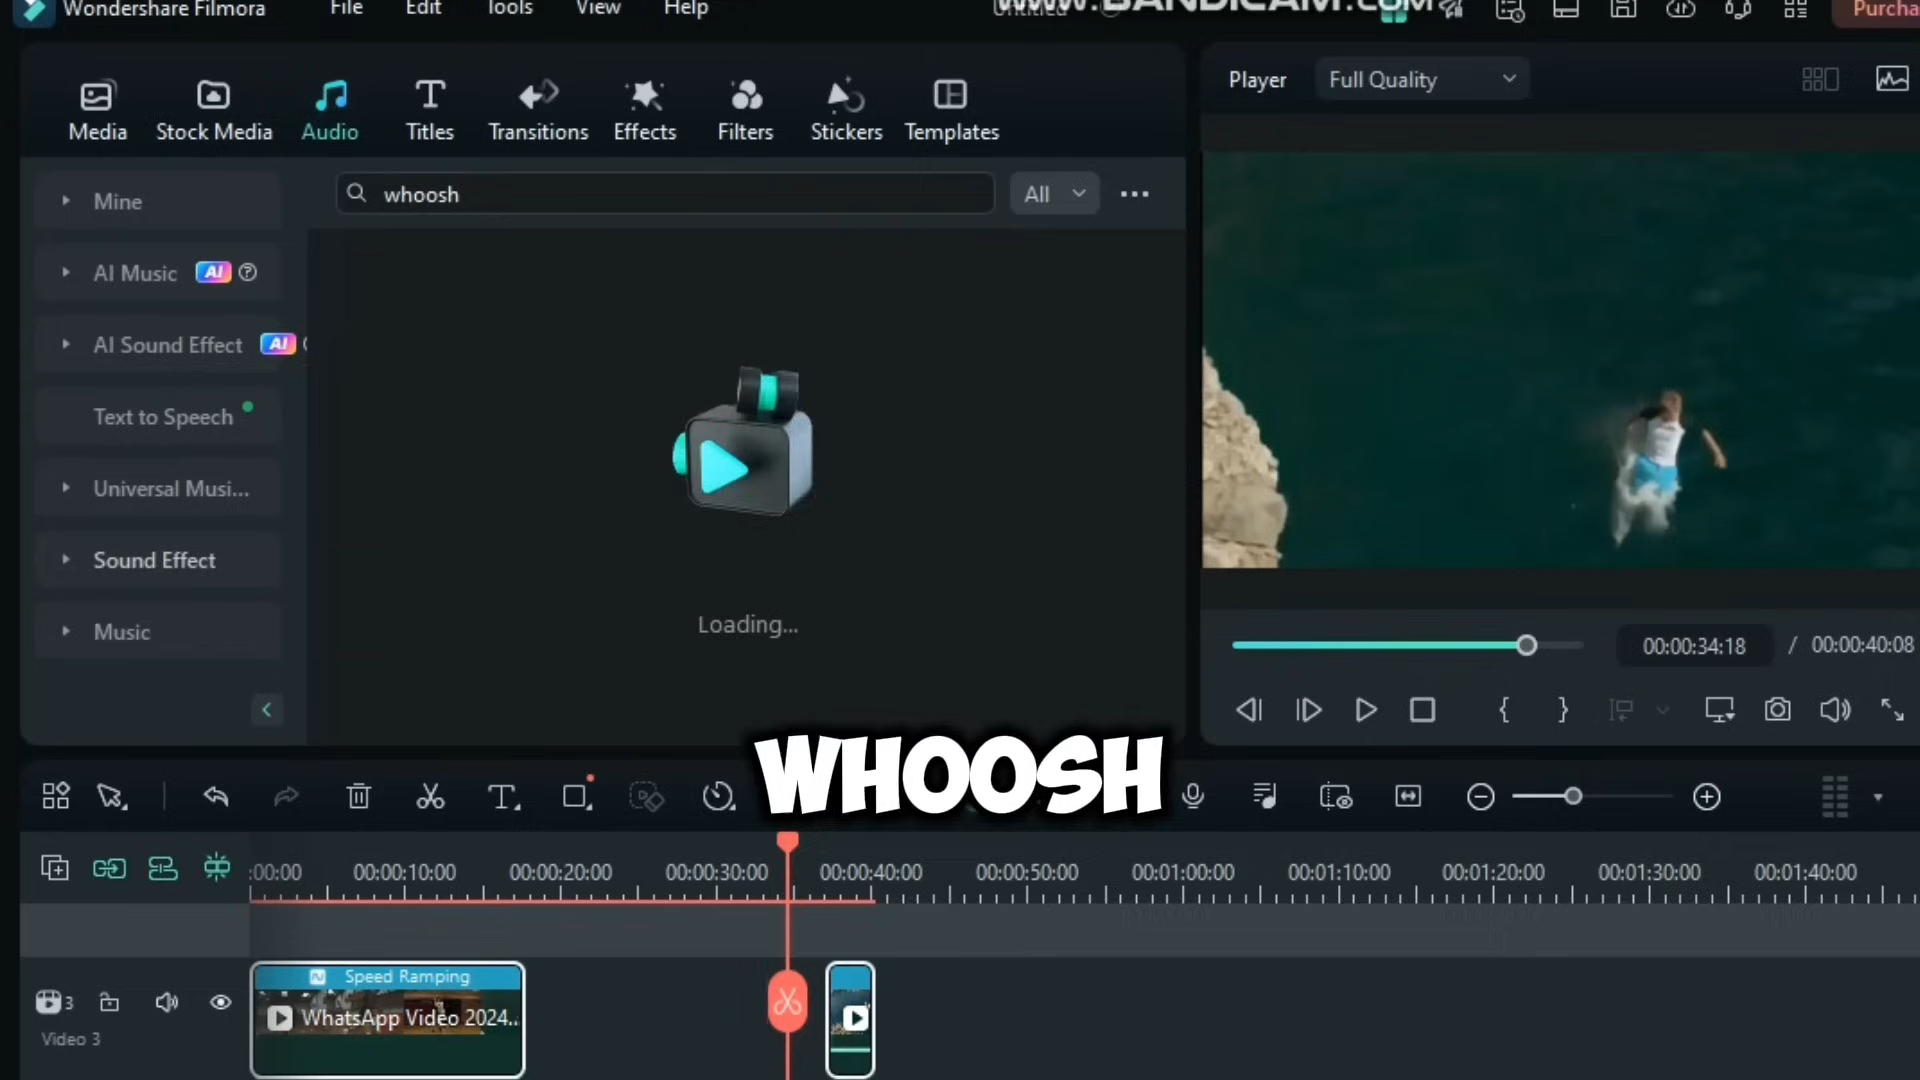 Wondershare Filmora File Edit Tools View Help Untitled
www.BANDICAM.COM
Purcha
Media Stock Media Audio Titles Transitions Effects Filters Stickers Templates
Player Full Quality
whoosh All
Mine
AI Music AI
AI Sound Effect AI
Text to Speech
Universal Musi...
Sound Effect
Music
Loading...
00:00:34:18 / 00:00:40:08
WHOOSH
:00:00 00:00:10:00 00:00:20:00 00:00:30:00 00:00:40:00 00:00:50:00 00:01:00:00 00:01:10:00 00:01:20:00 00:01:30:00 00:01:40:00
Speed Ramping
3 WhatsApp Video 2024..
Video 3